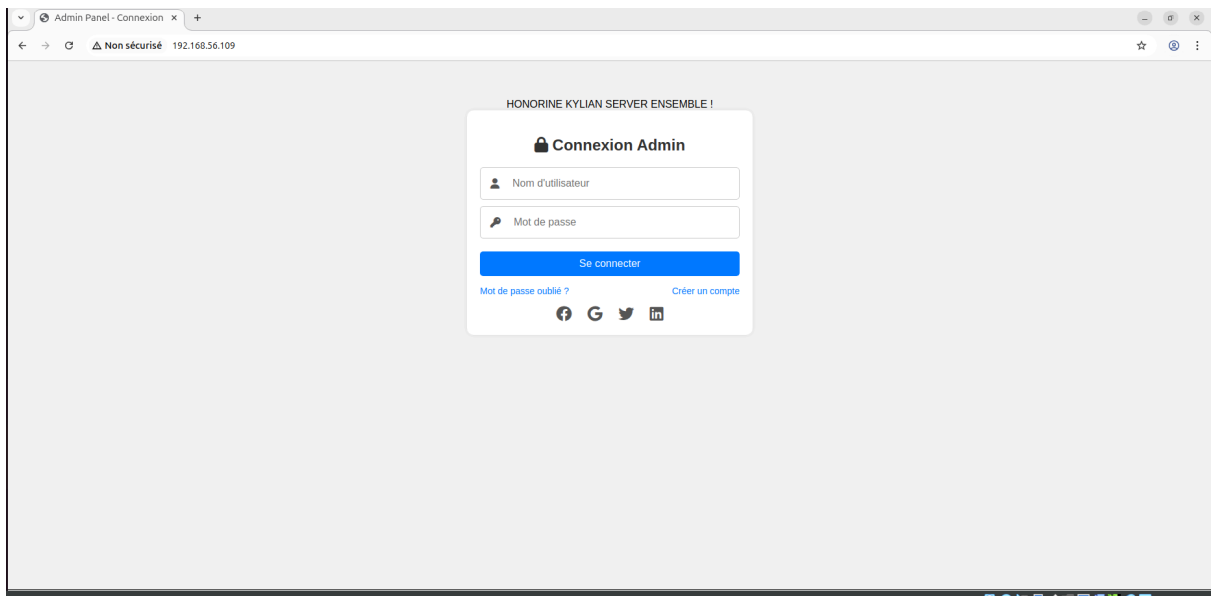 Admin Panel - Connexion
Non sécurisé 192.168.56.109
HONORINE KYLIAN SERVER ENSEMBLE !
Connexion Admin
Nom d'utilisateur
Mot de passe
Se connecter
Mot de passe oublié ? Créer un compte